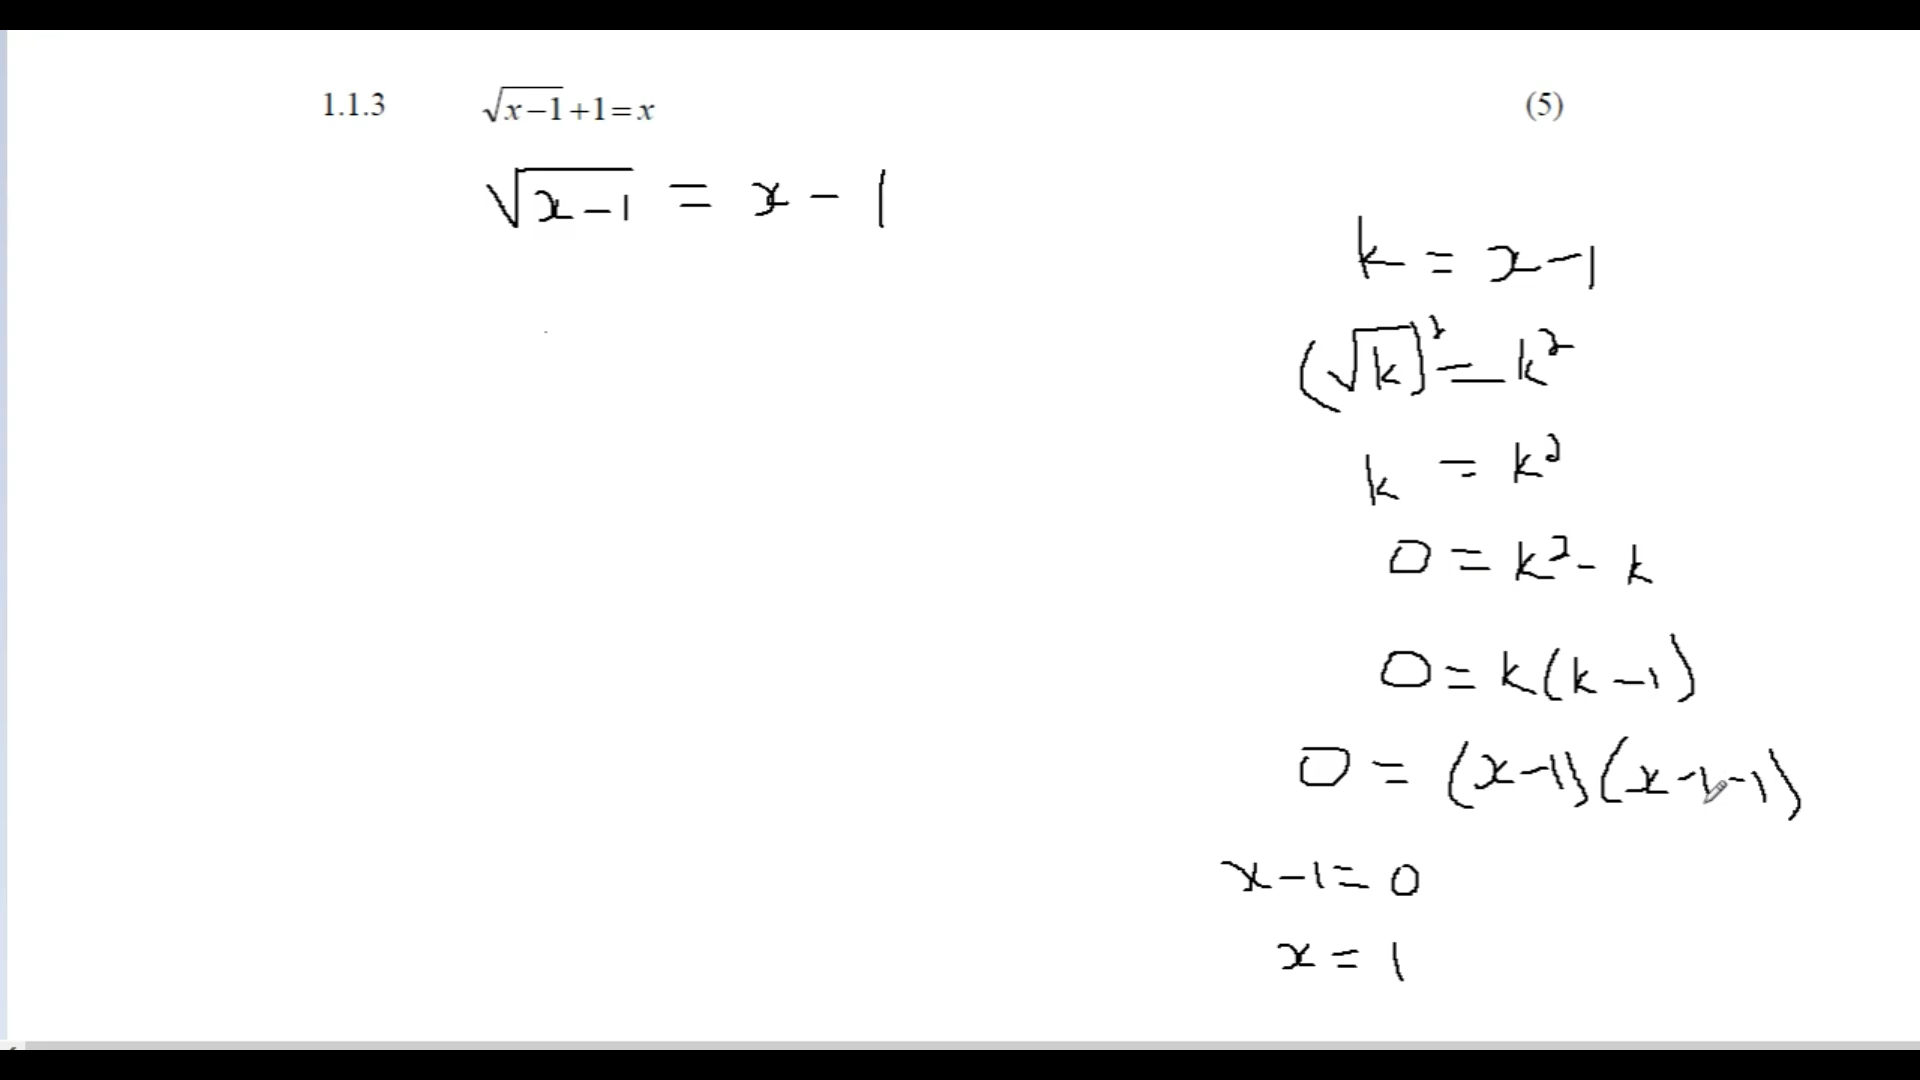 1.1.3 √(x−1)+1=x (5)
√(x−1) = x − 1
k = x − 1
(√k)² = k²
k = k²
0 = k² − k
0 = k(k − 1)
0 = (x − 1)(x − 1 − 1)
x − 1 = 0
x = 1